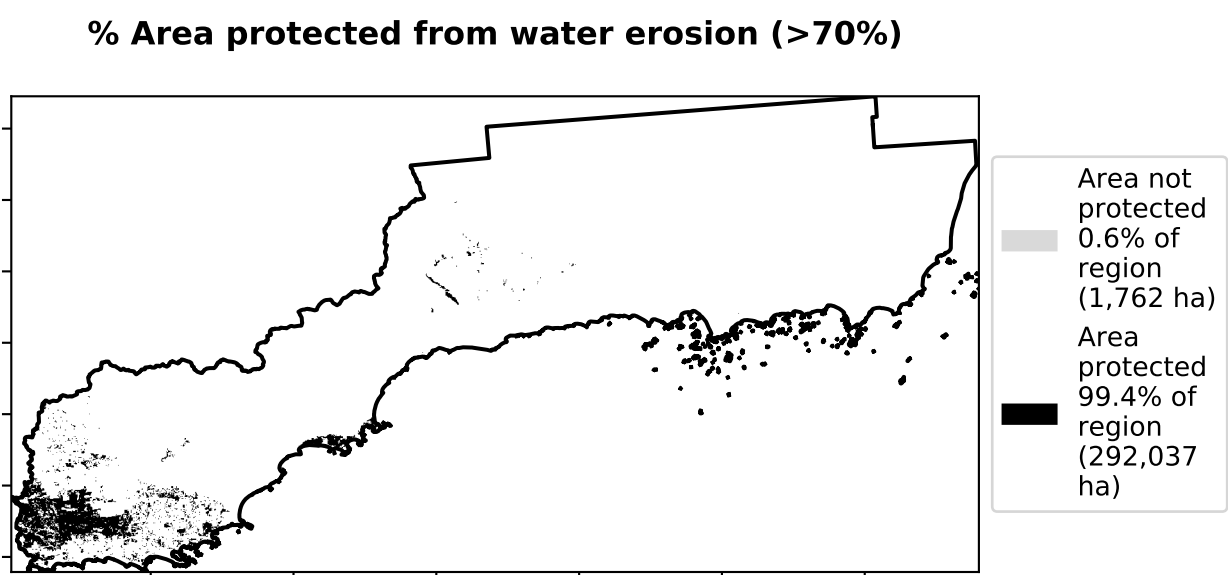 % Area protected from water erosion (>70%)
Area not
protected
0.6% of
region
(1,762 ha)
Area
protected
99.4% of
region
(292,037
ha)